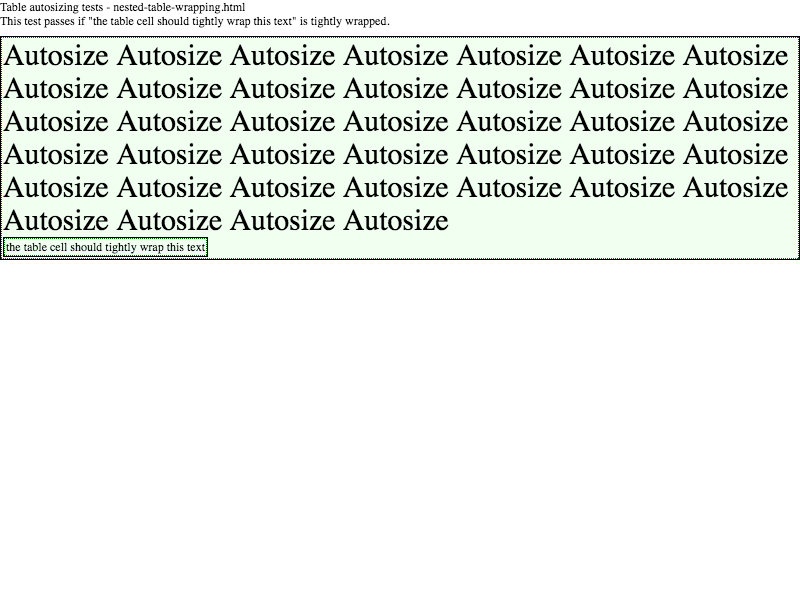 Table autosizing tests - nested-table-wrapping.html
This test passes if "the table cell should tightly wrap this text" is tightly wrapped.
Autosize Autosize Autosize Autosize Autosize Autosize Autosize
Autosize Autosize Autosize Autosize Autosize Autosize Autosize
Autosize Autosize Autosize Autosize Autosize Autosize Autosize
Autosize Autosize Autosize Autosize Autosize Autosize Autosize
Autosize Autosize Autosize Autosize Autosize Autosize Autosize
Autosize Autosize Autosize Autosize
the table cell should tightly wrap this text